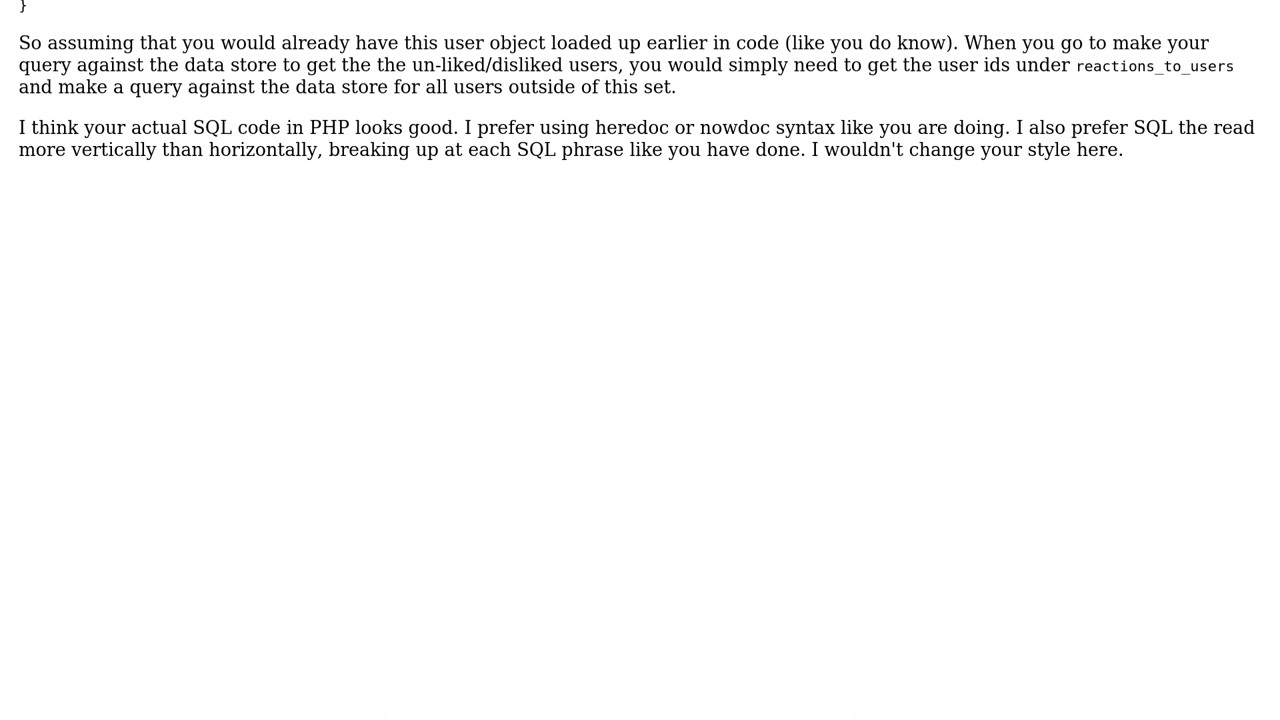 }
So assuming that you would already have this user object loaded up earlier in code (like you do know). When you go to make your
query against the data store to get the the un-liked/disliked users, you would simply need to get the user ids under reactions_to_users
and make a query against the data store for all users outside of this set.
I think your actual SQL code in PHP looks good. I prefer using heredoc or nowdoc syntax like you are doing. I also prefer SQL the read
more vertically than horizontally, breaking up at each SQL phrase like you have done. I wouldn't change your style here.